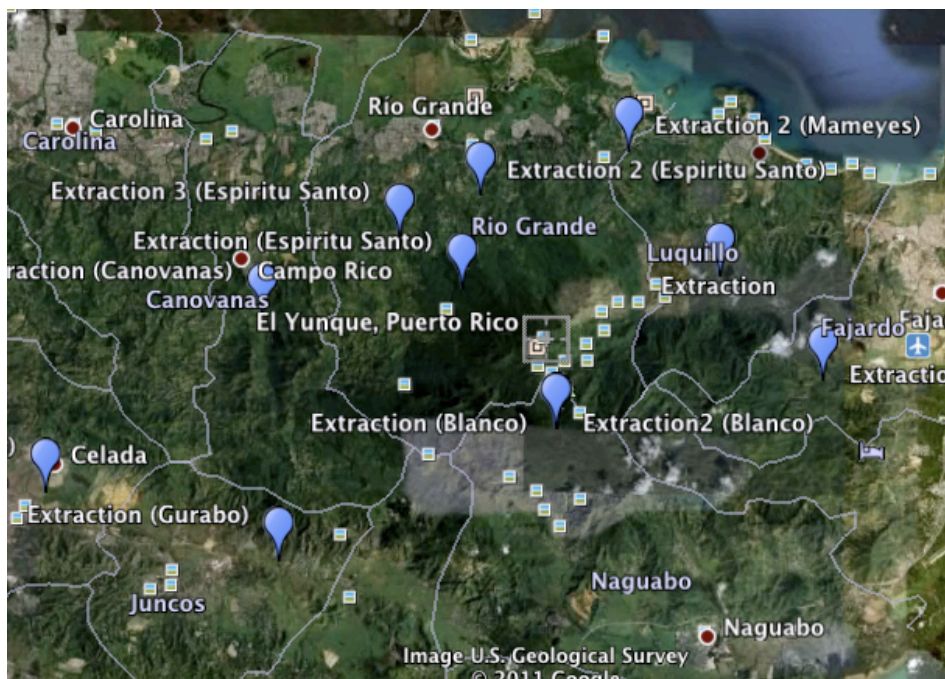 Carolina
Carolina
Río Grande
Extraction 2 (Mameyes)
Extraction 2 (Espiritu Santo)
Extraction 3 (Espiritu Santo)
Rio Grande
Extraction (Espiritu Santo)
Luquillo
raction (Canovanas)
Campo Rico
Canovanas
Extraction
El Yunque, Puerto Rico
Fajardo
Faja
Extractio
Extraction (Blanco)
Extraction2 (Blanco)
)
Celada
Extraction (Gurabo)
Naguabo
Juncos
Naguabo
Image U.S. Geological Survey
© 2011 Google